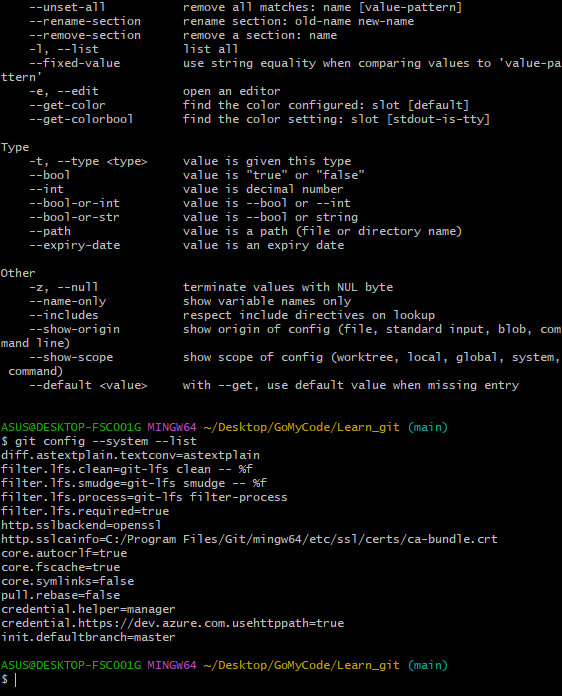 --unset-all           remove all matches: name [value-pattern]
    --rename-section      rename section: old-name new-name
    --remove-section      remove a section: name
    -l, --list            list all
    --fixed-value         use string equality when comparing values to 'value-pa
ttern'
    -e, --edit            open an editor
    --get-color           find the color configured: slot [default]
    --get-colorbool       find the color setting: slot [stdout-is-tty]

Type
    -t, --type <type>     value is given this type
    --bool                value is "true" or "false"
    --int                 value is decimal number
    --bool-or-int         value is --bool or --int
    --bool-or-str         value is --bool or string
    --path                value is a path (file or directory name)
    --expiry-date         value is an expiry date

Other
    -z, --null            terminate values with NUL byte
    --name-only           show variable names only
    --includes            respect include directives on lookup
    --show-origin         show origin of config (file, standard input, blob, com
mand line)
    --show-scope          show scope of config (worktree, local, global, system,
 command)
    --default <value>     with --get, use default value when missing entry

ASUS@DESKTOP-FSCOO1G MINGW64 ~/Desktop/GoMyCode/Learn_git (main)
$ git config --system --list
diff.astextplain.textconv=astextplain
filter.lfs.clean=git-lfs clean -- %f
filter.lfs.smudge=git-lfs smudge -- %f
filter.lfs.process=git-lfs filter-process
filter.lfs.required=true
http.sslbackend=openssl
http.sslcainfo=C:/Program Files/Git/mingw64/etc/ssl/certs/ca-bundle.crt
core.autocrlf=true
core.fscache=true
core.symlinks=false
pull.rebase=false
credential.helper=manager
credential.https://dev.azure.com.usehttppath=true
init.defaultbranch=master

ASUS@DESKTOP-FSCOO1G MINGW64 ~/Desktop/GoMyCode/Learn_git (main)
$